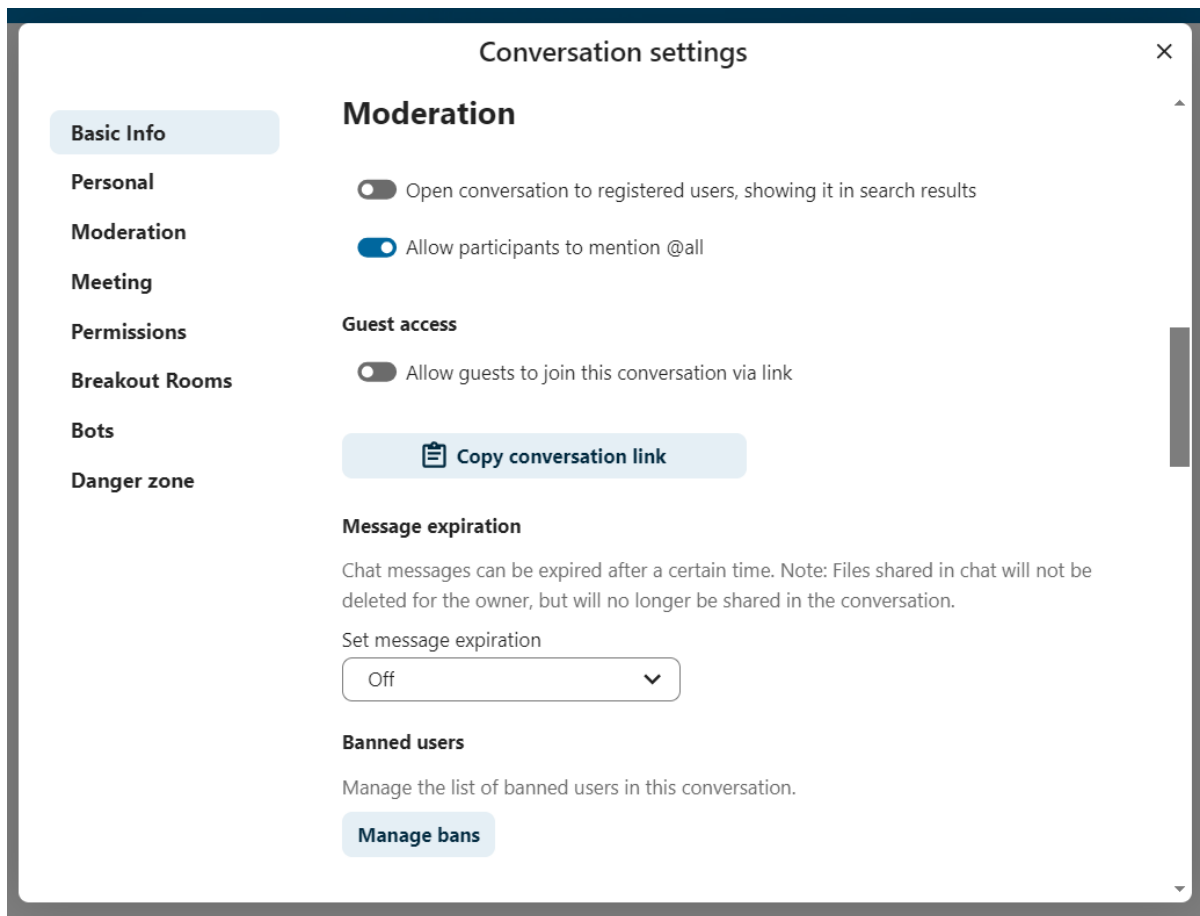 Conversation settings
Basic Info
Personal
Moderation
Meeting
Permissions
Breakout Rooms
Bots
Danger zone
Moderation
Open conversation to registered users, showing it in search results
Allow participants to mention @all
Guest access
Allow guests to join this conversation via link
Copy conversation link
Message expiration
Chat messages can be expired after a certain time. Note: Files shared in chat will not be
deleted for the owner, but will no longer be shared in the conversation.
Set message expiration
Off
Banned users
Manage the list of banned users in this conversation.
Manage bans